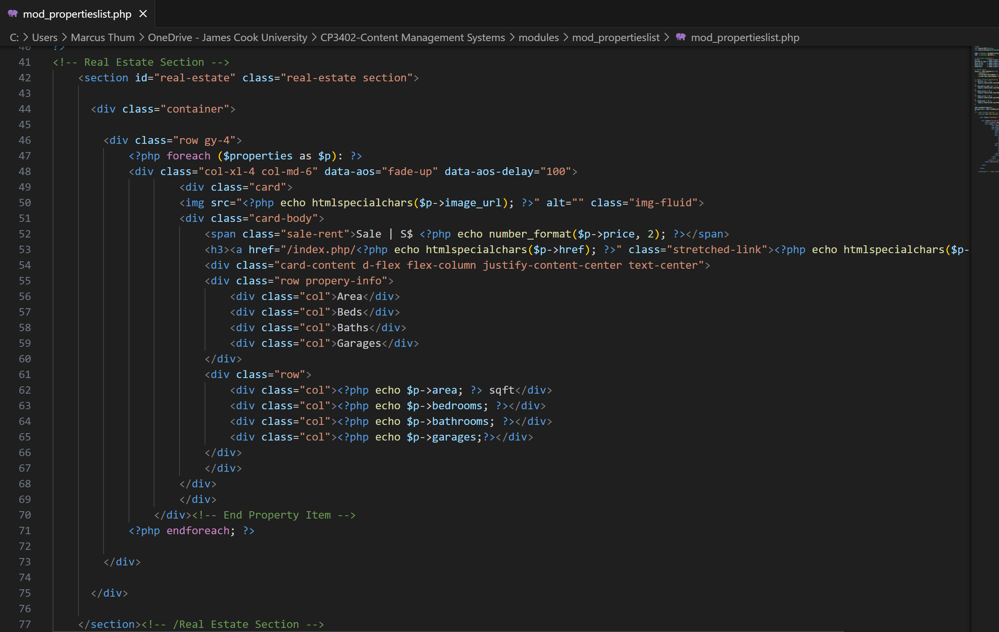 mod_propertieslist.php
C: > Users > Marcus Thum > OneDrive - James Cook University > CP3402-Content Management Systems > modules > mod_propertieslist > mod_propertieslist.php
40 ?>
41 <!-- Real Estate Section -->
42 <section id="real-estate" class="real-estate section">
43
44 <div class="container">
45
46 <div class="row gy-4">
47 <?php foreach ($properties as $p): ?>
48 <div class="col-xl-4 col-md-6" data-aos="fade-up" data-aos-delay="100">
49 <div class="card">
50 <img src="<?php echo htmlspecialchars($p->image_url); ?>" alt="" class="img-fluid">
51 <div class="card-body">
52 <span class="sale-rent">Sale | S$ <?php echo number_format($p->price, 2); ?></span>
53 <h3><a href="/index.php/<?php echo htmlspecialchars($p->href); ?>" class="stretched-link"><?php echo htmlspecialchars($p-
54 <div class="card-content d-flex flex-column justify-content-center text-center">
55 <div class="row propery-info">
56 <div class="col">Area</div>
57 <div class="col">Beds</div>
58 <div class="col">Baths</div>
59 <div class="col">Garages</div>
60 </div>
61 <div class="row">
62 <div class="col"><?php echo $p->area; ?> sqft</div>
63 <div class="col"><?php echo $p->bedrooms; ?></div>
64 <div class="col"><?php echo $p->bathrooms; ?></div>
65 <div class="col"><?php echo $p->garages;?></div>
66 </div>
67 </div>
68 </div>
69 </div>
70 </div><!-- End Property Item -->
71 <?php endforeach; ?>
72
73 </div>
74
75 </div>
76
77 </section><!-- /Real Estate Section -->